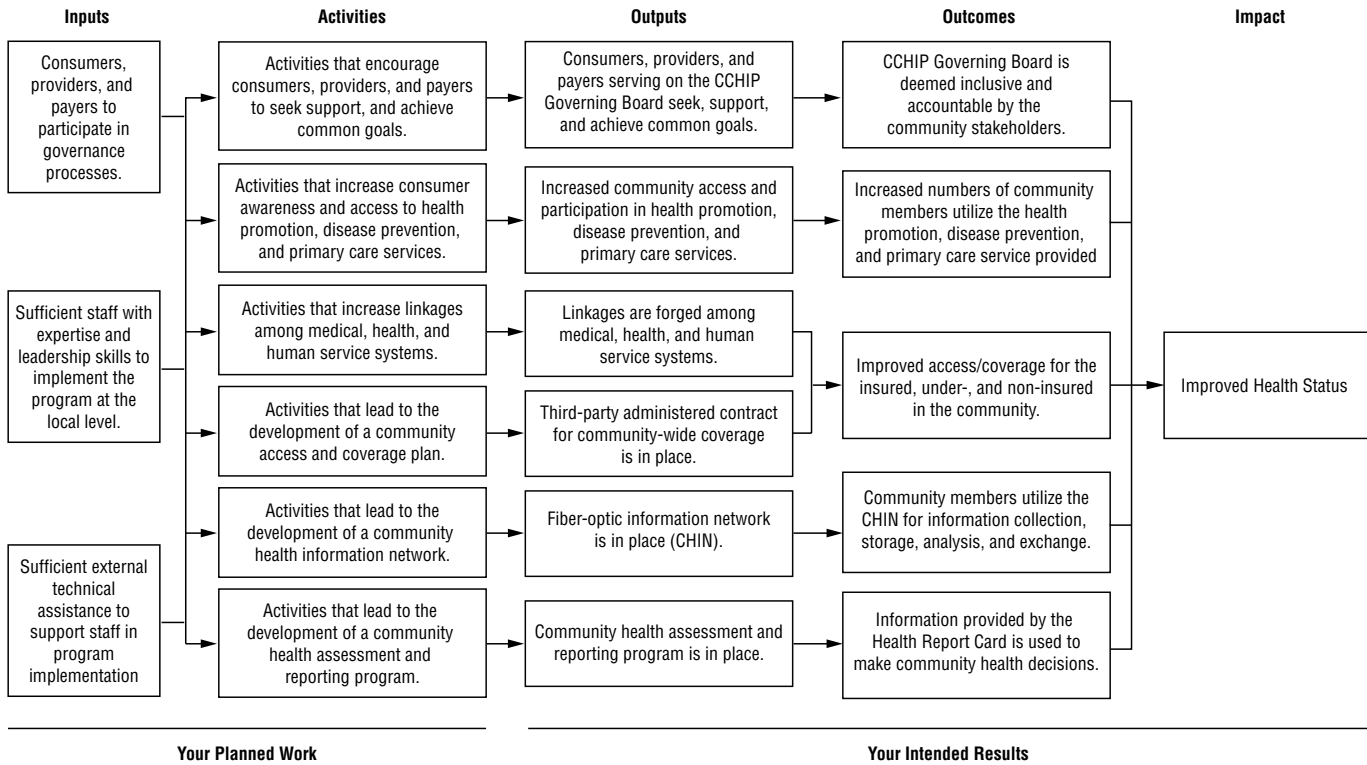 Inputs
Activities
Outputs
Outcomes
Impact
Consumers,
providers, and
payers to
participate in
governance
processes.
Sufficient staff with
expertise and
leadership skills to
implement the
program at the
local level.
Sufficient external
technical
assistance to
support staff in
program
implementation
Activities that encourage
consumers, providers, and payers
to seek support, and achieve
common goals.
Activities that increase consumer
awareness and access to health
promotion, disease prevention,
and primary care services.
Activities that increase linkages
among medical, health, and
human service systems.
Activities that lead to the
development of a community
access and coverage plan.
Activities that lead to the
development of a community
health information network.
Activities that lead to the
development of a community
health assessment and
reporting program.
Consumers, providers, and
payers serving on the CCHIP
Governing Board seek, support,
and achieve common goals.
Increased community access and
participation in health promotion,
disease prevention, and
primary care services.
Linkages are forged among
medical, health, and human
service systems.
Third-party administered contract
for community-wide coverage
is in place.
Fiber-optic information network
is in place (CHIN).
Community health assessment and
reporting program is in place.
CCHIP Governing Board is
deemed inclusive and
accountable by the
community stakeholders.
Increased numbers of community
members utilize the health
promotion, disease prevention,
and primary care service provided
Improved access/coverage for the
insured, under-, and non-insured
in the community.
Community members utilize the
CHIN for information collection,
storage, analysis, and exchange.
Information provided by the
Health Report Card is used to
make community health decisions.
Improved Health Status
Your Planned Work
Your Intended Results